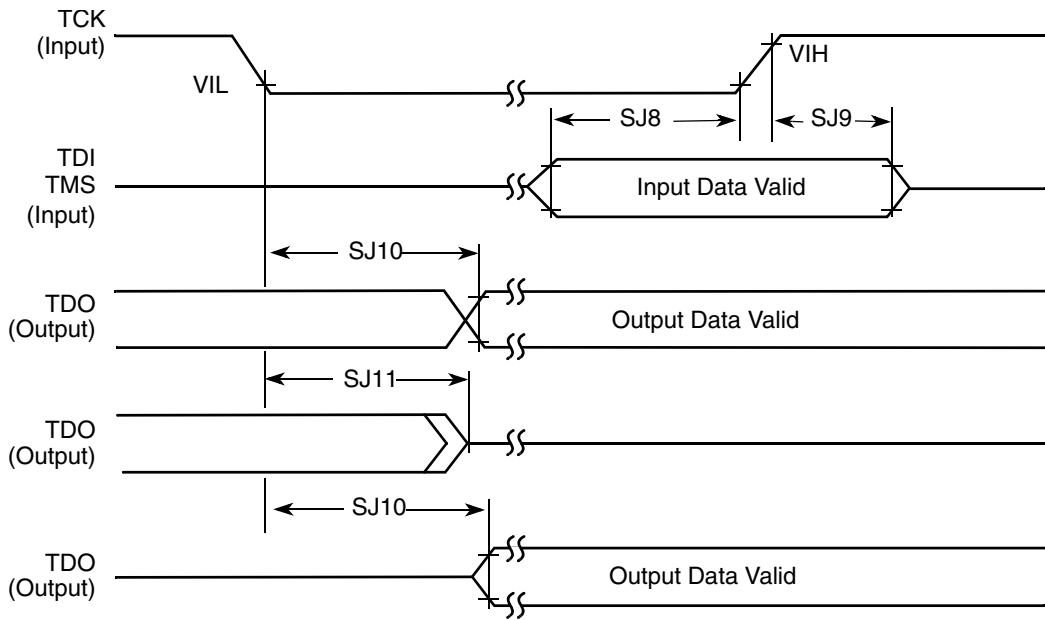 TCK
(Input)
VIL
VIH
SJ8
SJ9
TDI
TMS
(Input)
Input Data Valid
SJ10
TDO
(Output)
Output Data Valid
SJ11
TDO
(Output)
SJ10
TDO
(Output)
Output Data Valid